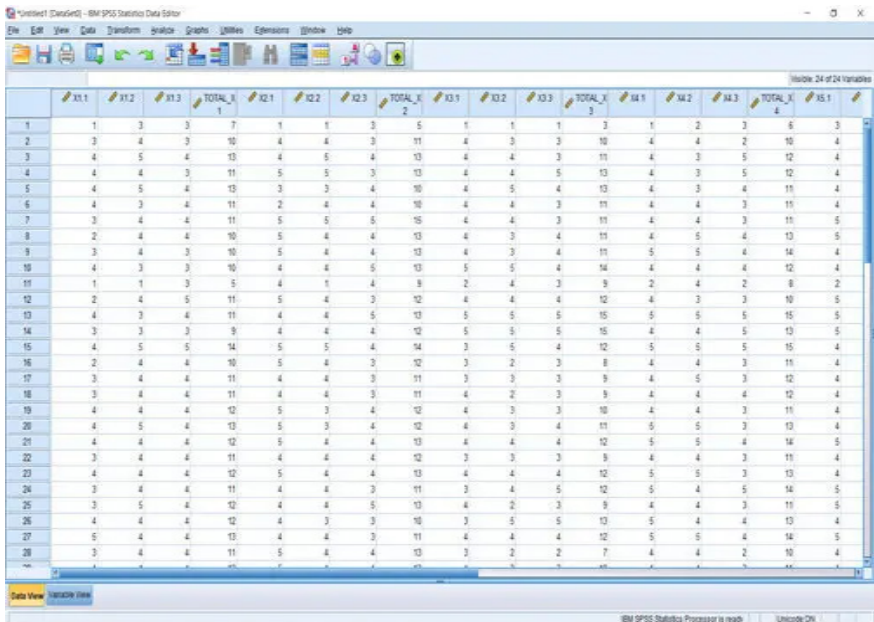 *Untitled1 [DataSet0] - IBM SPSS Statistics Data Editor
File Edit View Data Transform Analyze Graphs Utilities Extensions Window Help
Visible: 24 of 24 Variables
X1.1 X1.2 X1.3 TOTAL_X1 X2.1 X2.2 X2.3 TOTAL_X2 X3.1 X3.2 X3.3 TOTAL_X3 X4.1 X4.2 X4.3 TOTAL_X4 X5.1
1 1 3 3 7 1 1 3 5 1 1 1 3 1 2 3 6 3
2 3 4 3 10 4 4 3 11 4 3 3 10 4 4 2 10 4
3 4 5 4 13 4 5 4 13 4 4 3 11 4 3 5 12 4
4 4 4 3 11 5 5 3 13 4 4 5 13 4 3 5 12 4
5 4 5 4 13 3 3 4 10 4 5 4 13 4 3 4 11 4
6 4 3 4 11 2 4 4 10 4 4 3 11 4 4 3 11 4
7 3 4 4 11 5 5 5 15 4 4 3 11 4 4 3 11 5
8 2 4 4 10 5 4 4 13 4 3 4 11 4 5 4 13 5
9 3 4 3 10 5 4 4 13 4 3 4 11 5 5 4 14 4
10 4 3 3 10 4 4 5 13 5 5 4 14 4 4 4 12 4
11 1 1 3 5 4 1 4 9 2 4 3 9 2 4 2 8 2
12 2 4 5 11 5 4 3 12 4 4 4 12 4 3 3 10 5
13 4 3 4 11 4 4 5 13 5 5 5 15 5 5 5 15 5
14 3 3 3 9 4 4 4 12 5 5 5 15 4 4 5 13 5
15 4 5 5 14 5 5 4 14 3 5 4 12 5 5 5 15 4
16 2 4 4 10 5 4 3 12 3 2 3 8 4 4 3 11 4
17 3 4 4 11 4 4 3 11 3 3 3 9 4 5 3 12 4
18 3 4 4 11 4 4 3 11 4 2 3 9 4 4 4 12 4
19 4 4 4 12 5 3 4 12 4 3 3 10 4 4 3 11 4
20 4 5 4 13 5 3 4 12 4 3 4 11 5 5 3 13 4
21 4 4 4 12 5 4 4 13 4 4 4 12 5 5 4 14 5
22 3 4 4 11 4 4 4 12 3 3 3 9 4 4 3 11 4
23 4 4 4 12 5 4 4 13 4 4 4 12 5 5 3 13 4
24 3 4 4 11 4 4 3 11 3 4 5 12 5 4 5 14 5
25 3 5 4 12 4 4 5 13 4 2 3 9 4 4 3 11 5
26 4 4 4 12 4 3 3 10 3 5 5 13 5 4 4 13 4
27 5 4 4 13 4 4 3 11 4 4 4 12 5 5 4 14 5
28 3 4 4 11 5 4 4 13 3 2 2 7 4 4 2 10 4
Data View Variable View
IBM SPSS Statistics Processor is ready Unicode:ON